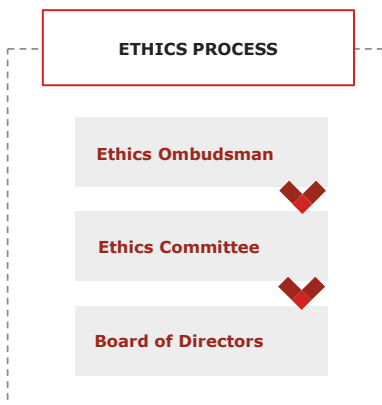 ETHICS PROCESS
Ethics Ombudsman
Ethics Committee
Board of Directors